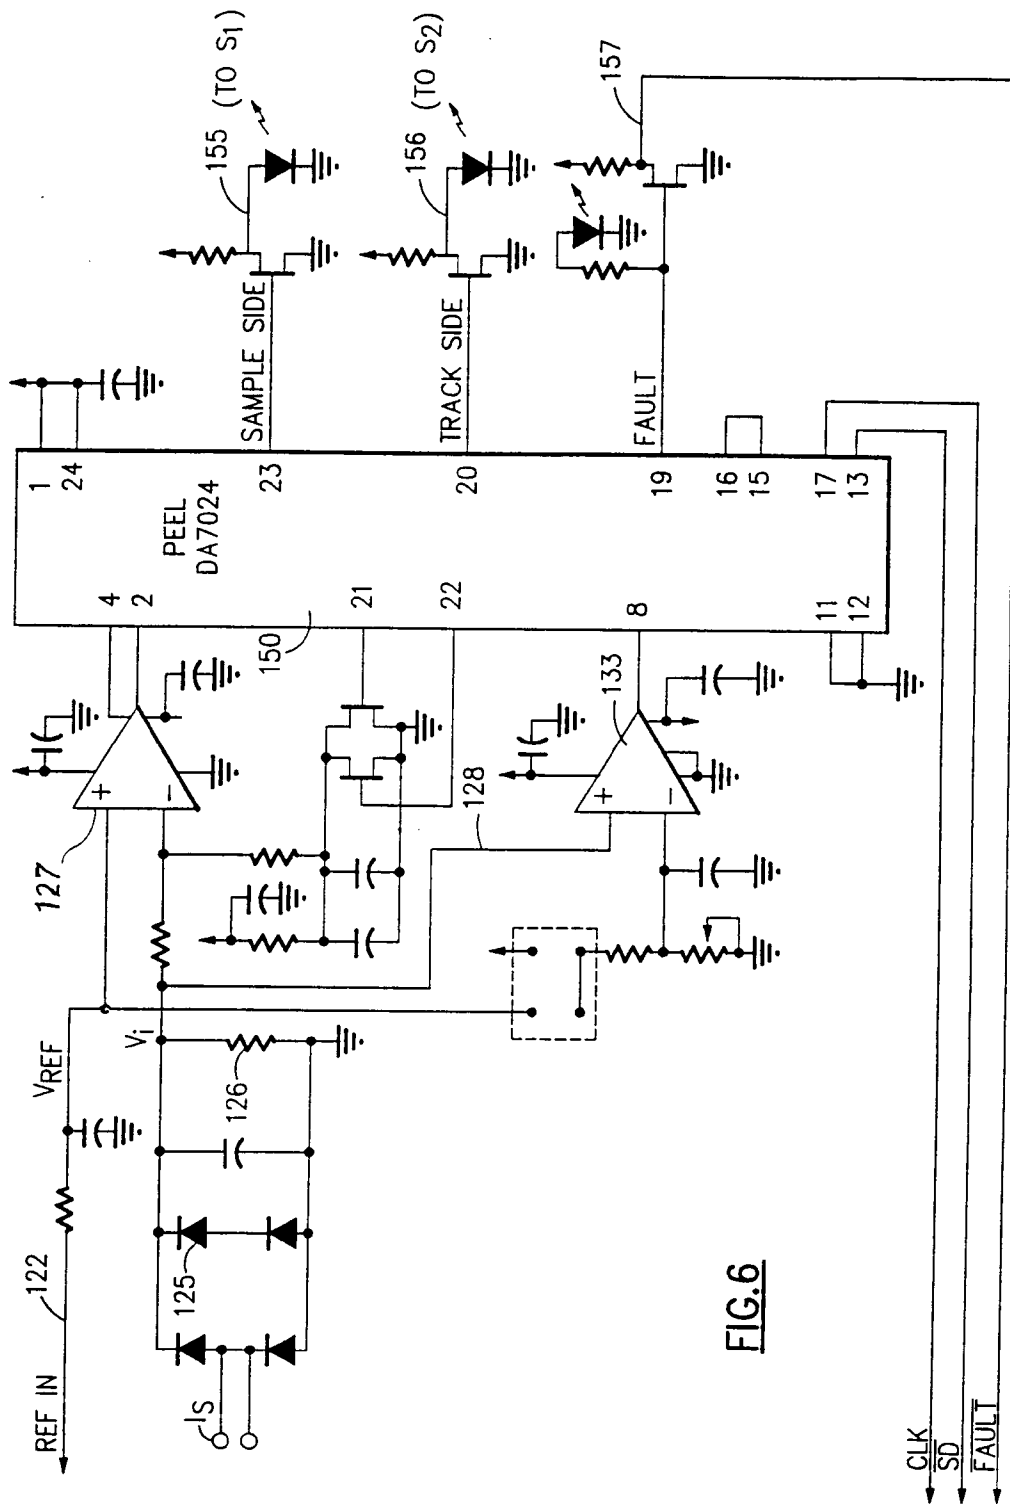 REF IN
122
VREF
IS
125
126
Vi
127
+
−
128
+
−
133
150
PEEL
DA7024
4
2
21
22
8
11
12
1
24
23
20
19
16
15
17
13
SAMPLE SIDE
TRACK SIDE
FAULT
155
(TO S1)
156
(TO S2)
157
CLK
SD
FAULT
FIG.6